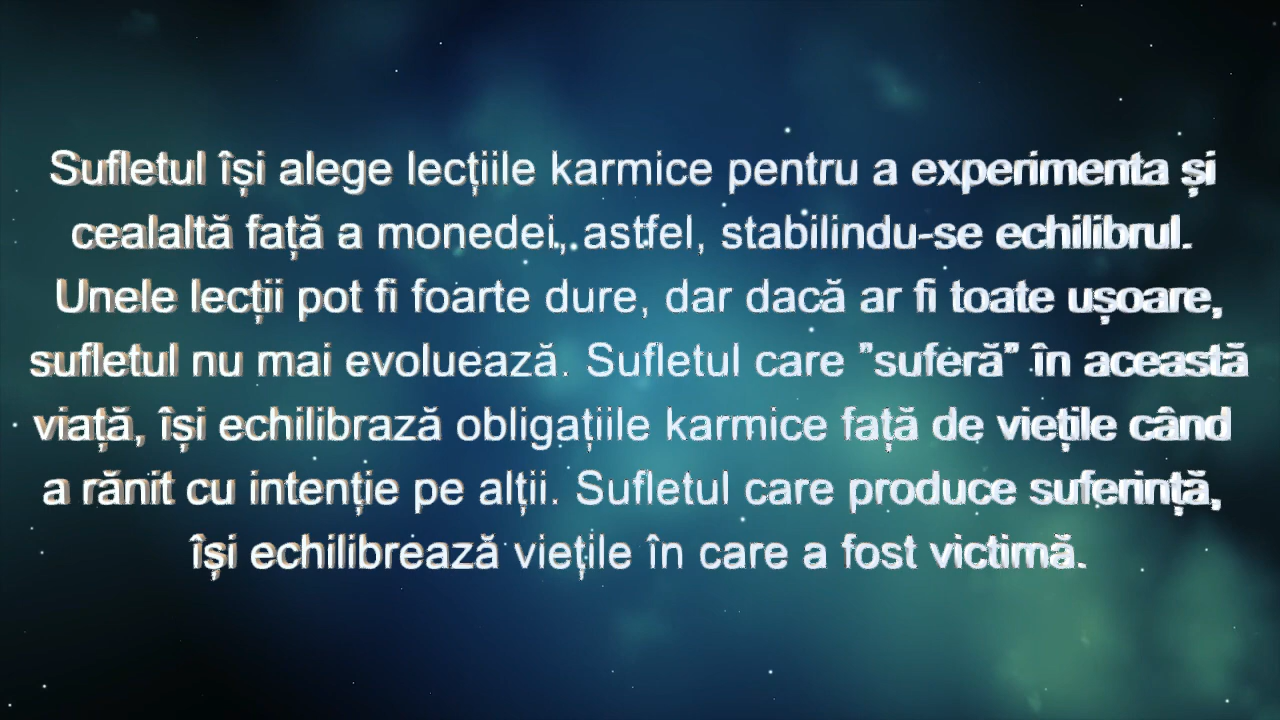 Sufletul își alege lecțiile karmice pentru a experimenta și
cealaltă față a monedei, astfel, stabilindu-se echilibrul.
Unele lecții pot fi foarte dure, dar dacă ar fi toate ușoare,
sufletul nu mai evoluează. Sufletul care "suferă" în această
viață, își echilibrază obligațiile karmice față de viețile când
a rănit cu intenție pe alții. Sufletul care produce suferință,
își echilibrează viețile în care a fost victimă.